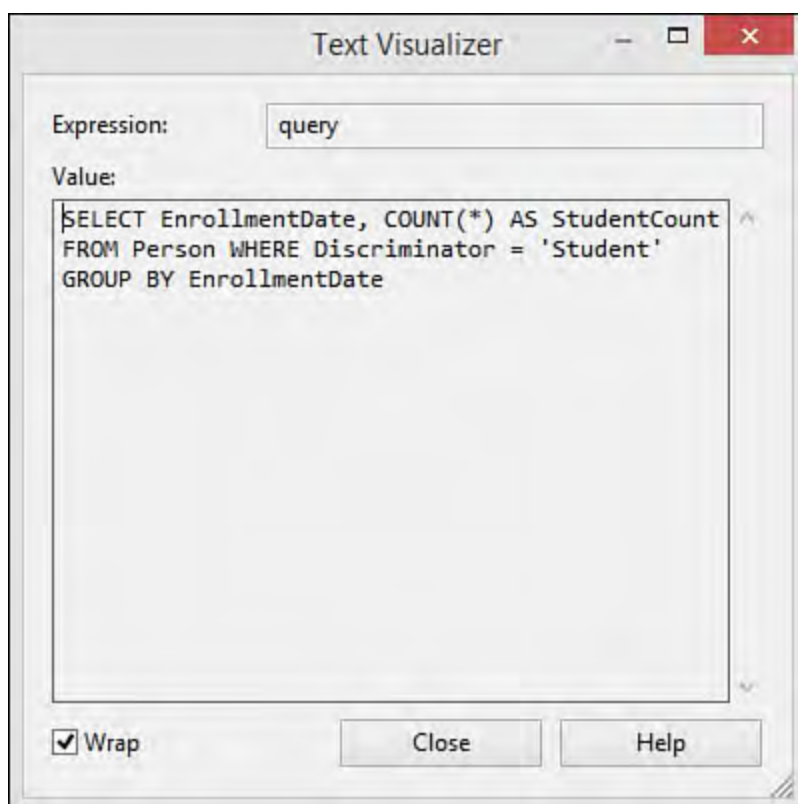 Text Visualizer
Expression:
query
Value:
SELECT EnrollmentDate, COUNT(*) AS StudentCount
FROM Person WHERE Discriminator = 'Student'
GROUP BY EnrollmentDate
Wrap
Close
Help